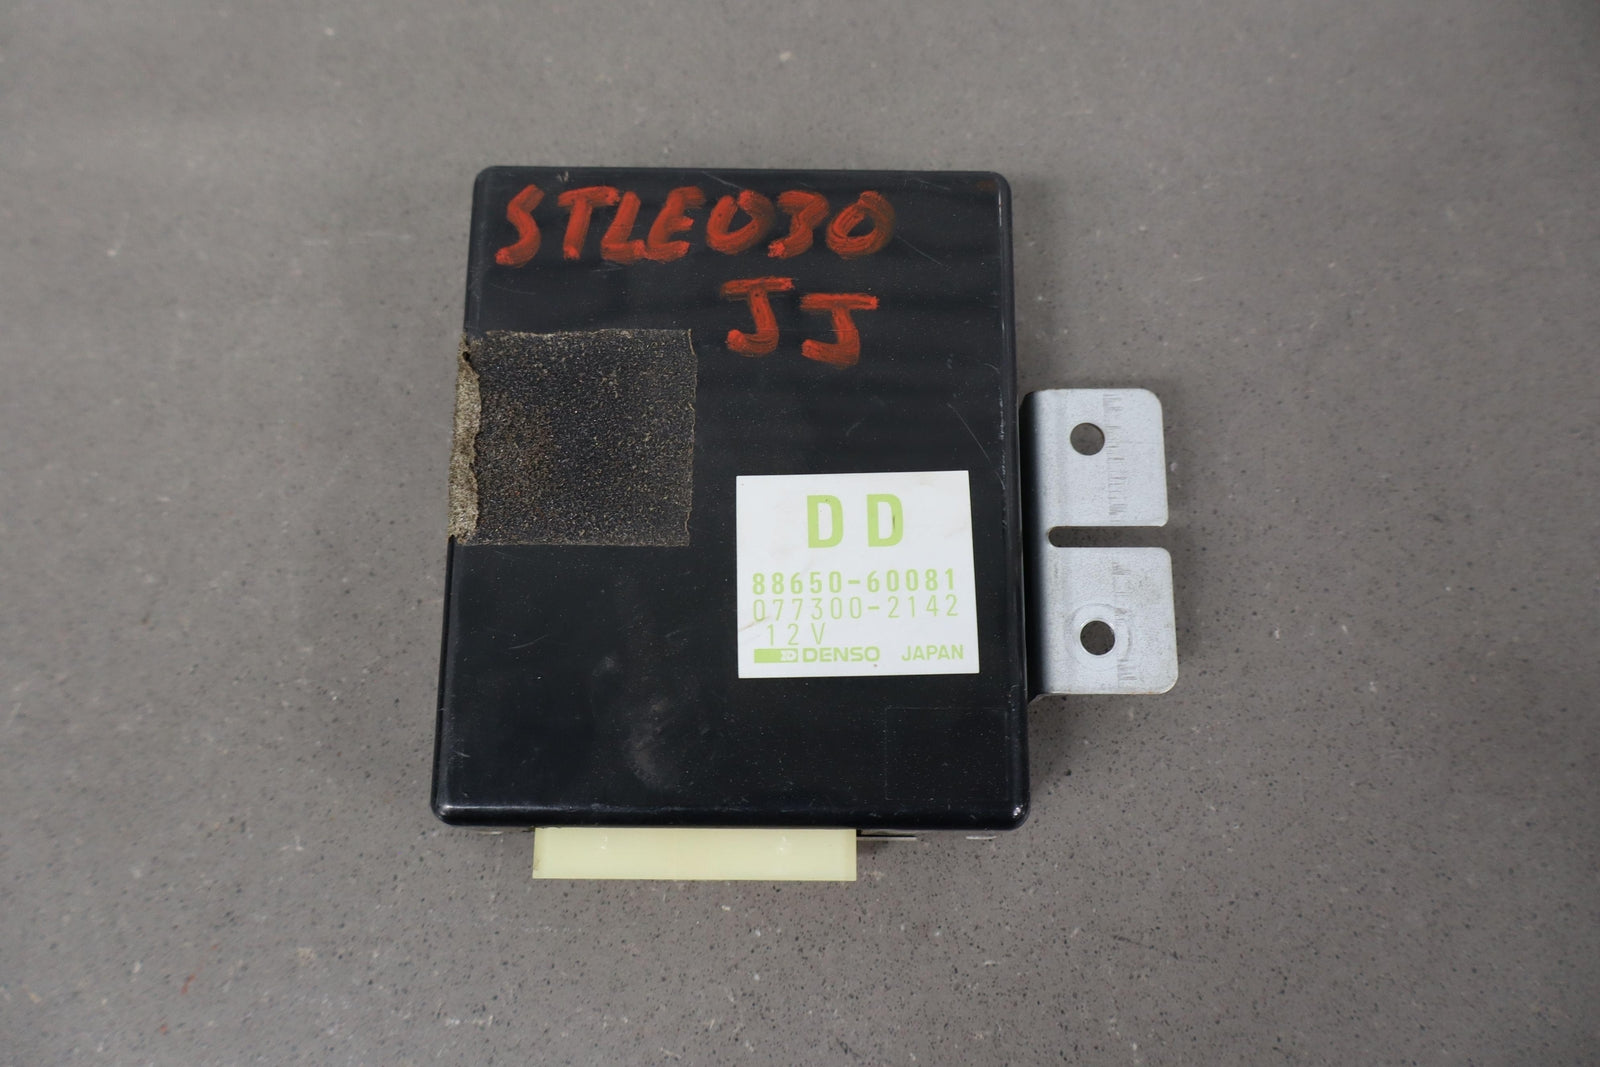 STLE030
JJ
DD
88650-60081
077300-2142
12V
DENSO JAPAN